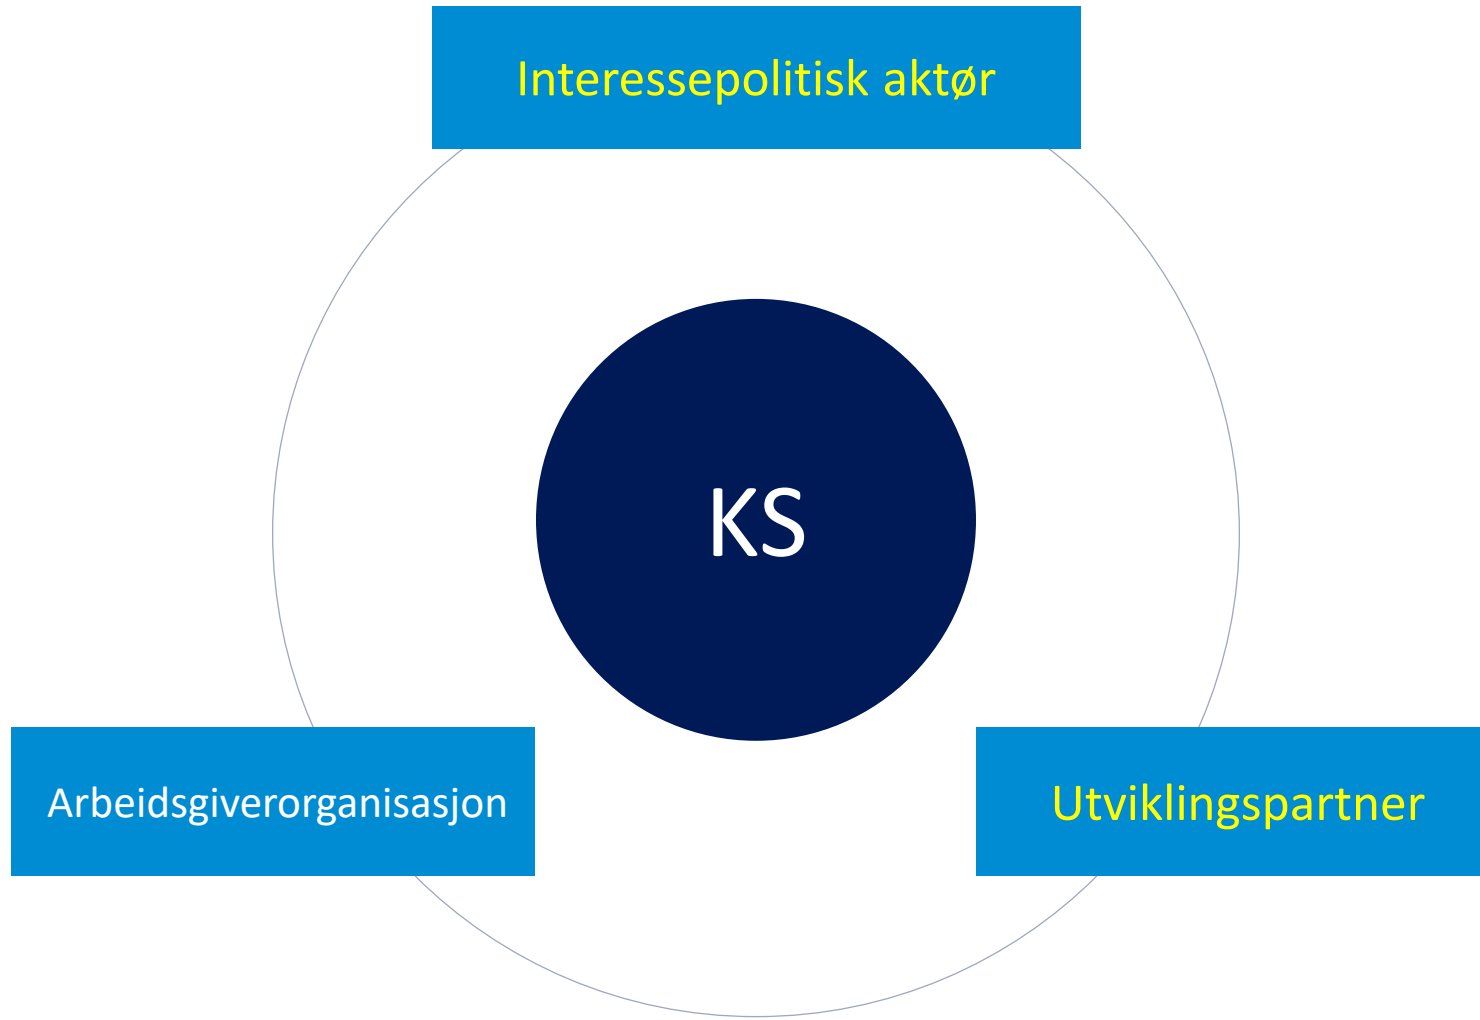 Interessepolitisk aktør
KS
Arbeidsgiverorganisasjon
Utviklingspartner